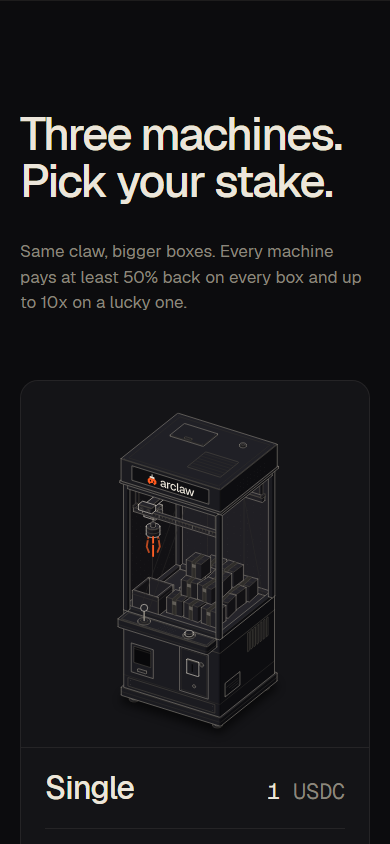 Three machines.
Pick your stake.
Same claw, bigger boxes. Every machine
pays at least 50% back on every box and up
to 10x on a lucky one.
arclaw
Single
1 USDC